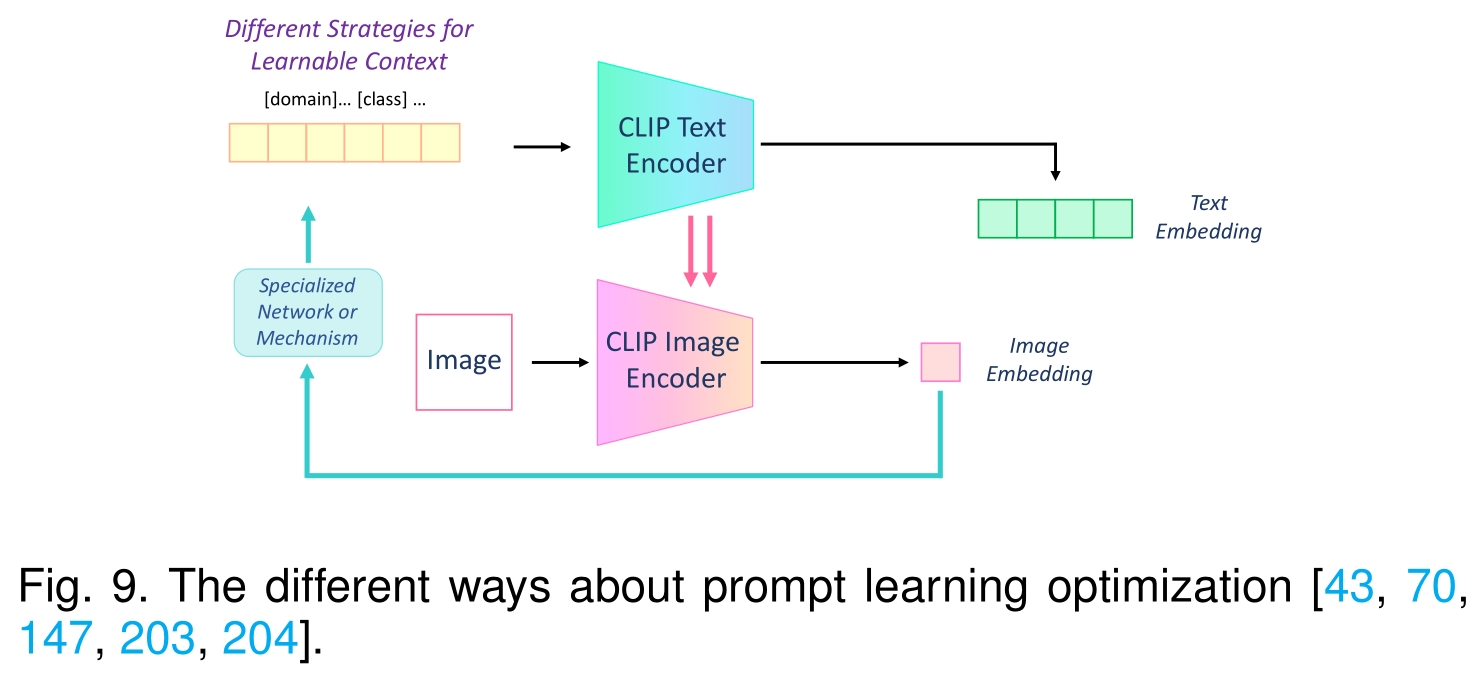 Different Strategies for
Learnable Context
[domain]... [class] ...
CLIP Text
Encoder
Text
Embedding
Specialized
Network or
Mechanism
Image
CLIP Image
Encoder
Image
Embedding
Fig. 9. The different ways about prompt learning optimization [43, 70,
147, 203, 204].